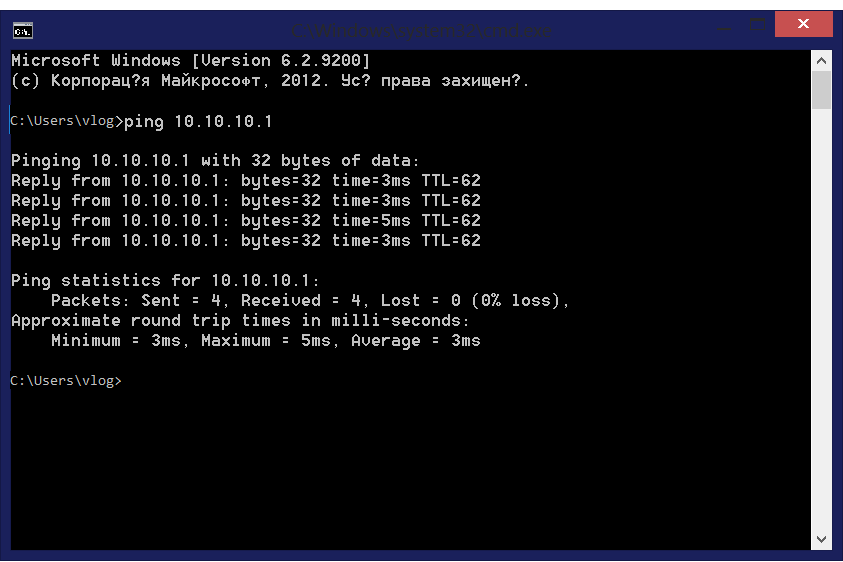 C:\Windows\system32\cmd.exe
Microsoft Windows [Version 6.2.9200]
(c) Корпорац?я Майкрософт, 2012. Ус? права захищен?.
C:\Users\vlog>ping 10.10.10.1
Pinging 10.10.10.1 with 32 bytes of data:
Reply from 10.10.10.1: bytes=32 time=3ms TTL=62
Reply from 10.10.10.1: bytes=32 time=3ms TTL=62
Reply from 10.10.10.1: bytes=32 time=5ms TTL=62
Reply from 10.10.10.1: bytes=32 time=3ms TTL=62
Ping statistics for 10.10.10.1:
Packets: Sent = 4, Received = 4, Lost = 0 (0% loss),
Approximate round trip times in milli-seconds:
Minimum = 3ms, Maximum = 5ms, Average = 3ms
C:\Users\vlog>